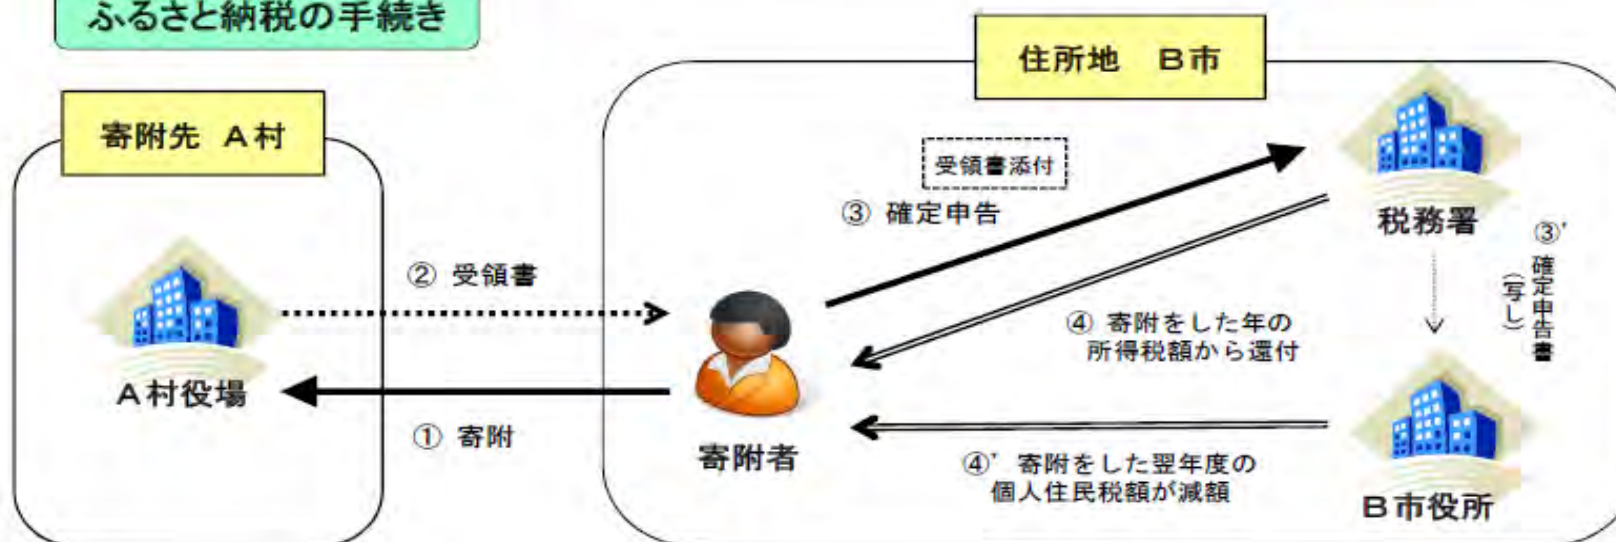 ふるさと納税の手続き
住所地　B市
寄附先 A村
受領書添付
③ 確定申告
税務署
② 受領書
③' 確定申告書
(写し)
④ 寄附をした年の
所得税額から還付
A村役場
① 寄附
寄附者
④' 寄附をした翌年度の
個人住民税額が減額
B市役所